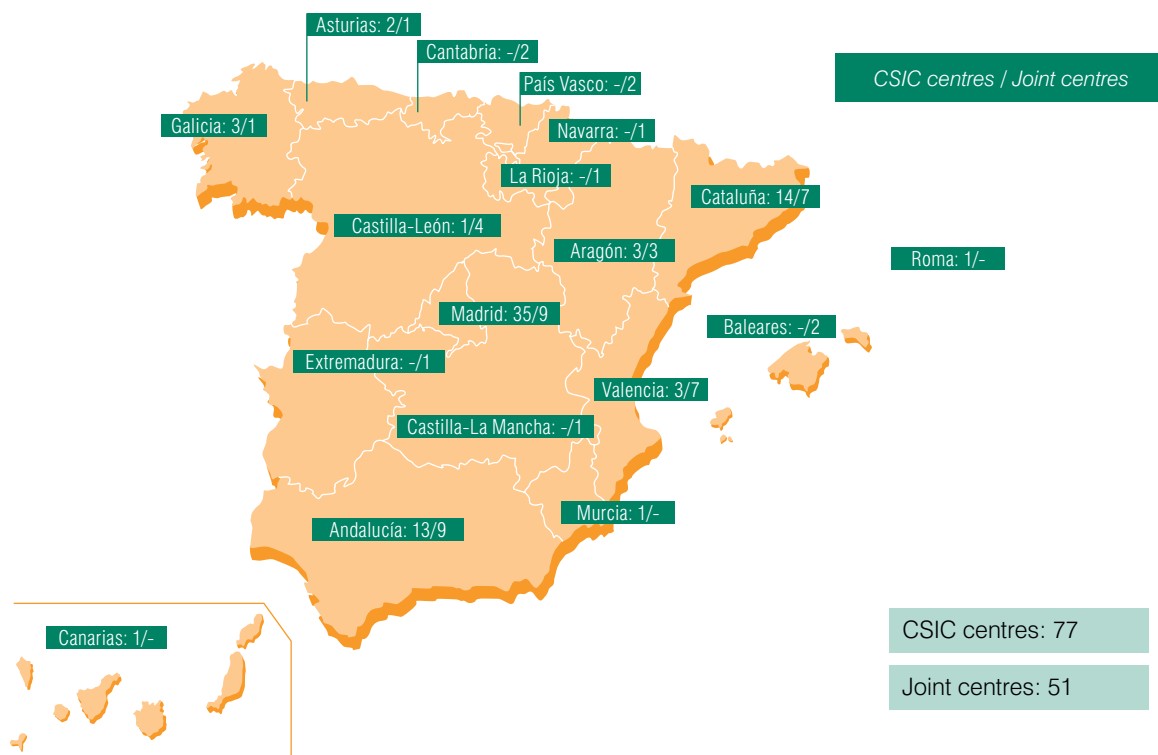 Asturias: 2/1
Cantabria: -/2
País Vasco: -/2
CSIC centres / Joint centres
Galicia: 3/1
Navarra: -/1
La Rioja: -/1
Cataluña: 14/7
Castilla-León: 1/4
Aragón: 3/3
Roma: 1/-
Madrid: 35/9
Baleares: -/2
Extremadura: -/1
Valencia: 3/7
Castilla-La Mancha: -/1
Murcia: 1/-
Andalucía: 13/9
Canarias: 1/-
CSIC centres: 77
Joint centres: 51